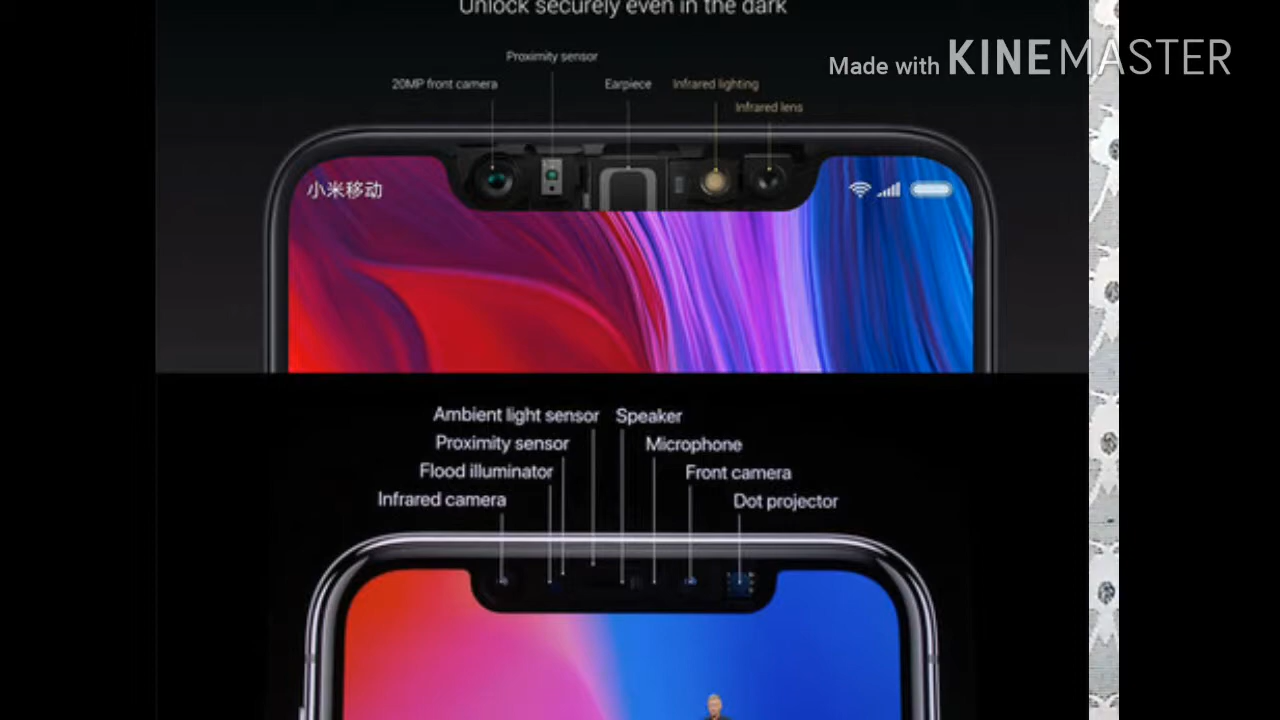 Unlock securely even in the dark
Made with KINEMASTER
Proximity sensor
20MP front camera
Earpiece
Infrared lighting
Infrared lens
小米移动
Ambient light sensor
Speaker
Proximity sensor
Microphone
Flood illuminator
Front camera
Infrared camera
Dot projector